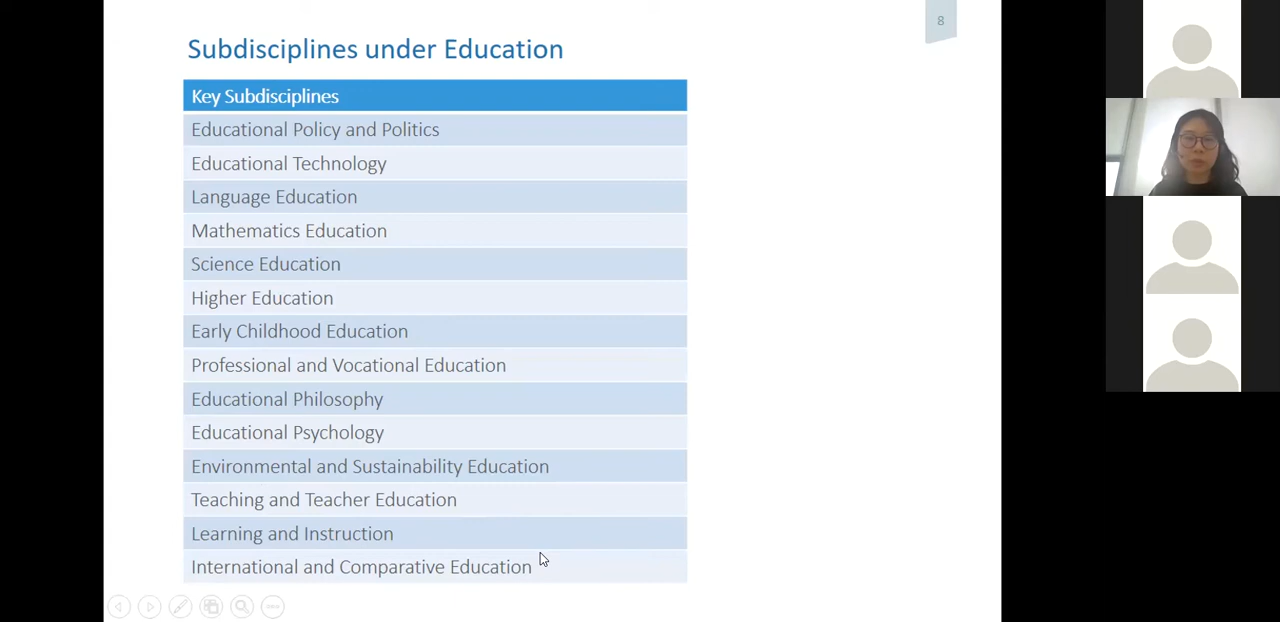 8
Subdisciplines under Education
Key Subdisciplines
Educational Policy and Politics
Educational Technology
Language Education
Mathematics Education
Science Education
Higher Education
Early Childhood Education
Professional and Vocational Education
Educational Philosophy
Educational Psychology
Environmental and Sustainability Education
Teaching and Teacher Education
Learning and Instruction
International and Comparative Education